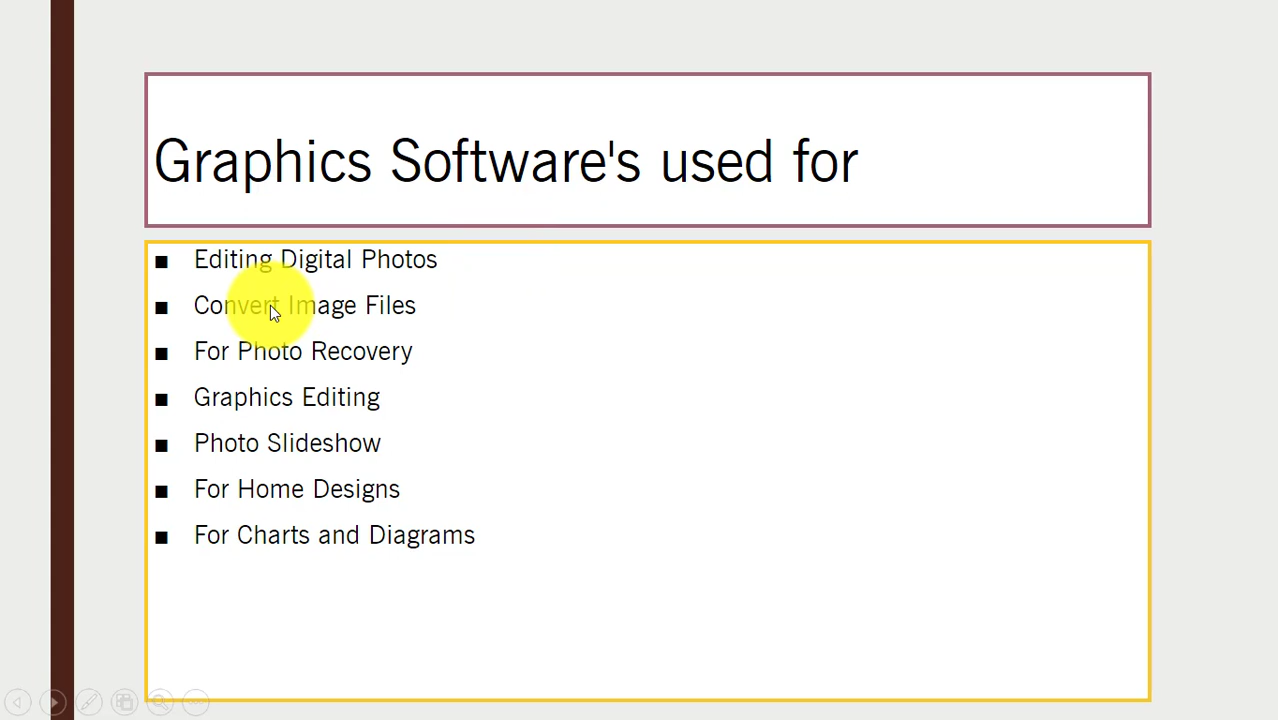 Graphics Software's used for
■ Editing Digital Photos
■ Convert Image Files
■ For Photo Recovery
■ Graphics Editing
■ Photo Slideshow
■ For Home Designs
■ For Charts and Diagrams